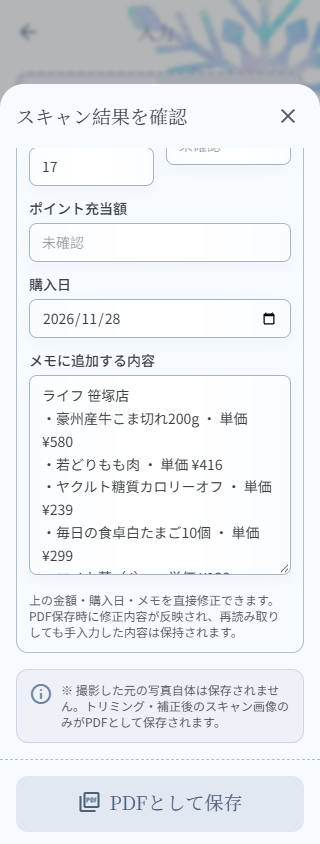 スキャン結果を確認
17
ポイント充当額
未確認
購入日
2026/11/28
メモに追加する内容
ライフ 笹塚店
・豪州産牛こま切れ200g ・ 単価
¥580
・若どりもも肉 ・ 単価 ¥416
・ヤクルト糖質カロリーオフ ・ 単価
¥239
・毎日の食卓白たまご10個 ・ 単価
¥299
上の金額・購入日・メモを直接修正できます。
PDF保存時に修正内容が反映され、再読み取り
しても手入力した内容は保持されます。
※ 撮影した元の写真自体は保存されませ
ん。トリミング・補正後のスキャン画像の
みがPDFとして保存されます。
PDF
PDFとして保存